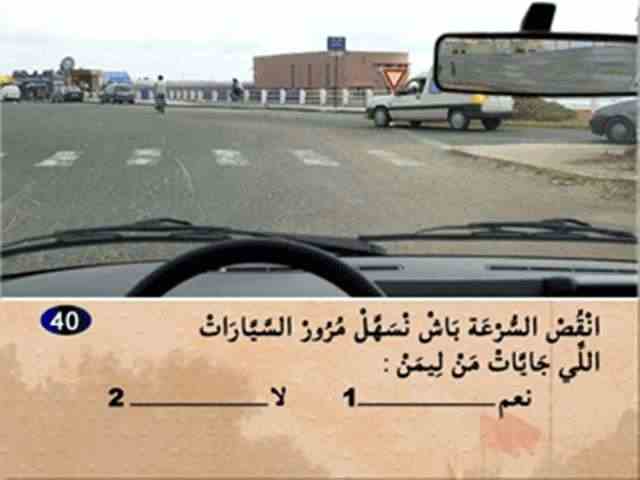 40
انْقُصْ السُّرْعَة بَاشْ نْسَهَّلْ مُرُورْ السَّيَّارَاتْ
اللَّي جَايَّاتْ مَنْ لِيمَنْ :
نعم 1 لا 2